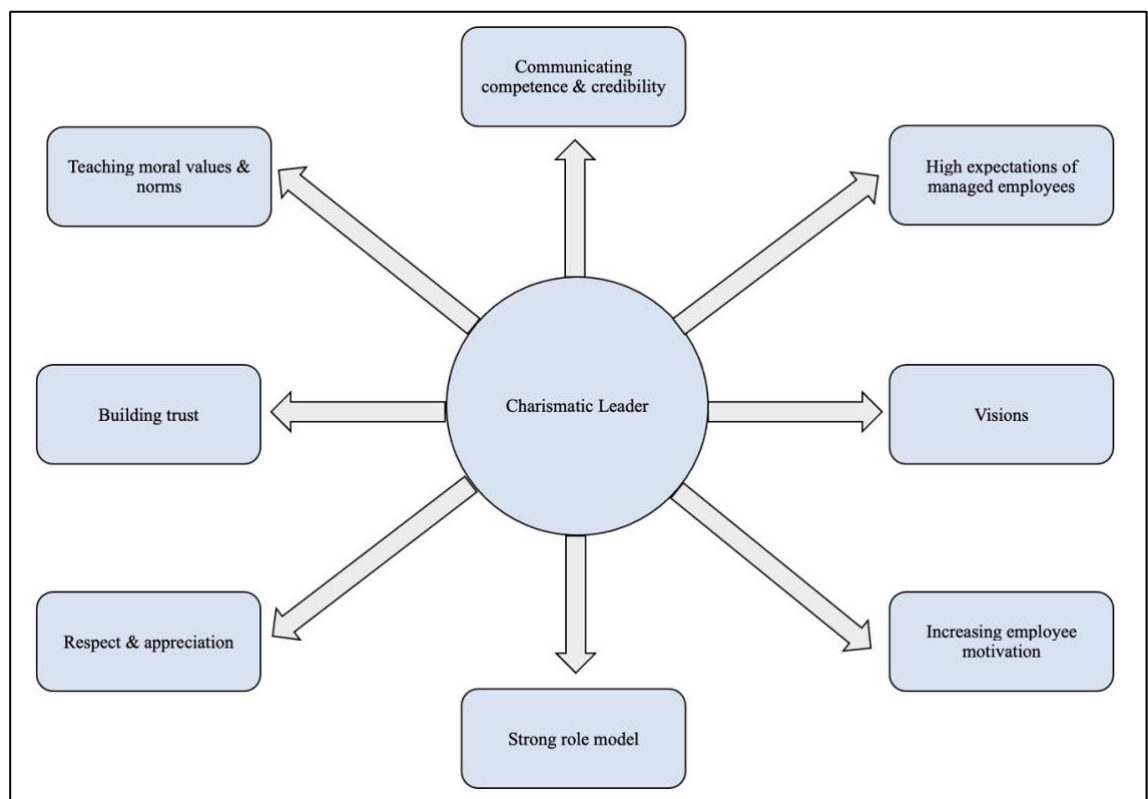 Communicating
competence & credibility
Teaching moral values &
norms
High expectations of
managed employees
Building trust
Charismatic Leader
Visions
Respect & appreciation
Increasing employee
motivation
Strong role model